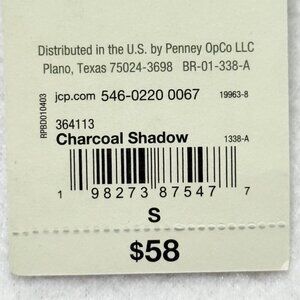 Distributed in the U.S. by Penney OpCo LLC
Plano, Texas 75024-3698 BR-01-338-A
RPBD010403
jcp.com 546-0220 0067 19963-8
364113
Charcoal Shadow 1338-A
1 98273 87547 7
S
$58